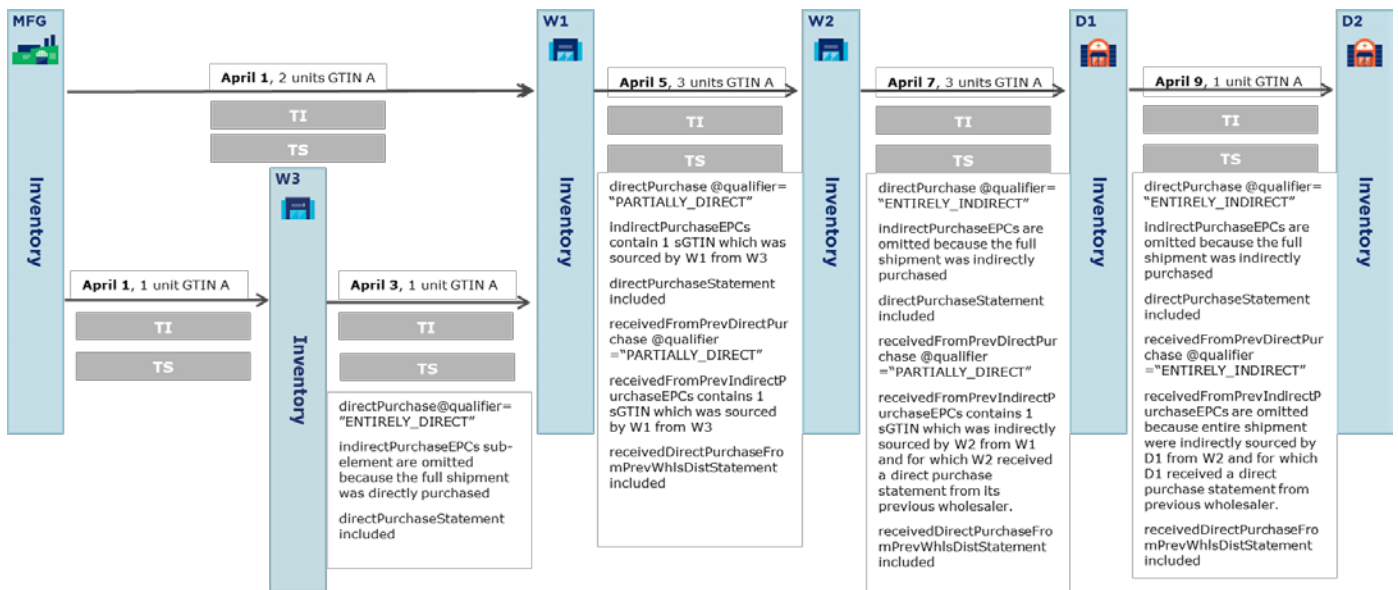 MFG
Inventory
April 1, 2 units GTIN A
TI
TS
April 1, 1 unit GTIN A
TI
TS
W3
Inventory
April 3, 1 unit GTIN A
TI
TS
directPurchase@qualifier=
"ENTIRELY_DIRECT"
indirectPurchaseEPCs sub-
element are omitted
because the full shipment
was directly purchased
directPurchaseStatement
included
W1
Inventory
April 5, 3 units GTIN A
TI
TS
directPurchase @qualifier=
"PARTIALLY_DIRECT"
indirectPurchaseEPCs
contain 1 sGTIN which was
sourced by W1 from W3
directPurchaseStatement
included
receivedFromPrevDirectPur
chase @qualifier
="PARTIALLY_DIRECT"
receivedFromPrevIndirectP
urchaseEPCs contains 1
sGTIN which was sourced
by W1 from W3
receivedDirectPurchaseFro
mPrevWhlsDistStatement
included
W2
Inventory
April 7, 3 units GTIN A
TI
TS
directPurchase @qualifier=
"ENTIRELY_INDIRECT"
indirectPurchaseEPCs are
omitted because the full
shipment was indirectly
purchased
directPurchaseStatement
included
receivedFromPrevDirectPur
chase @qualifier
="PARTIALLY_DIRECT"
receivedFromPrevIndirectP
urchaseEPCs contains 1
sGTIN which was indirectly
sourced by W2 from W1
and for which W2 received
a direct purchase
statement from its
previous wholesaler.
receivedDirectPurchaseFro
mPrevWhlsDistStatement
included
D1
Inventory
April 9, 1 unit GTIN A
TI
TS
directPurchase @qualifier=
"ENTIRELY_INDIRECT"
indirectPurchaseEPCs are
omitted because the full
shipment was indirectly
purchased
directPurchaseStatement
included
receivedFromPrevDirectPur
chase @qualifier
="ENTIRELY_INDIRECT"
receivedFromPrevIndirectP
urchaseEPCs are omitted
because entire shipment
were indirectly sourced by
D1 from W2 and for which
D1 received a direct
purchase statement from
previous wholesaler.
receivedDirectPurchaseFro
mPrevWhlsDistStatement
included
D2
Inventory